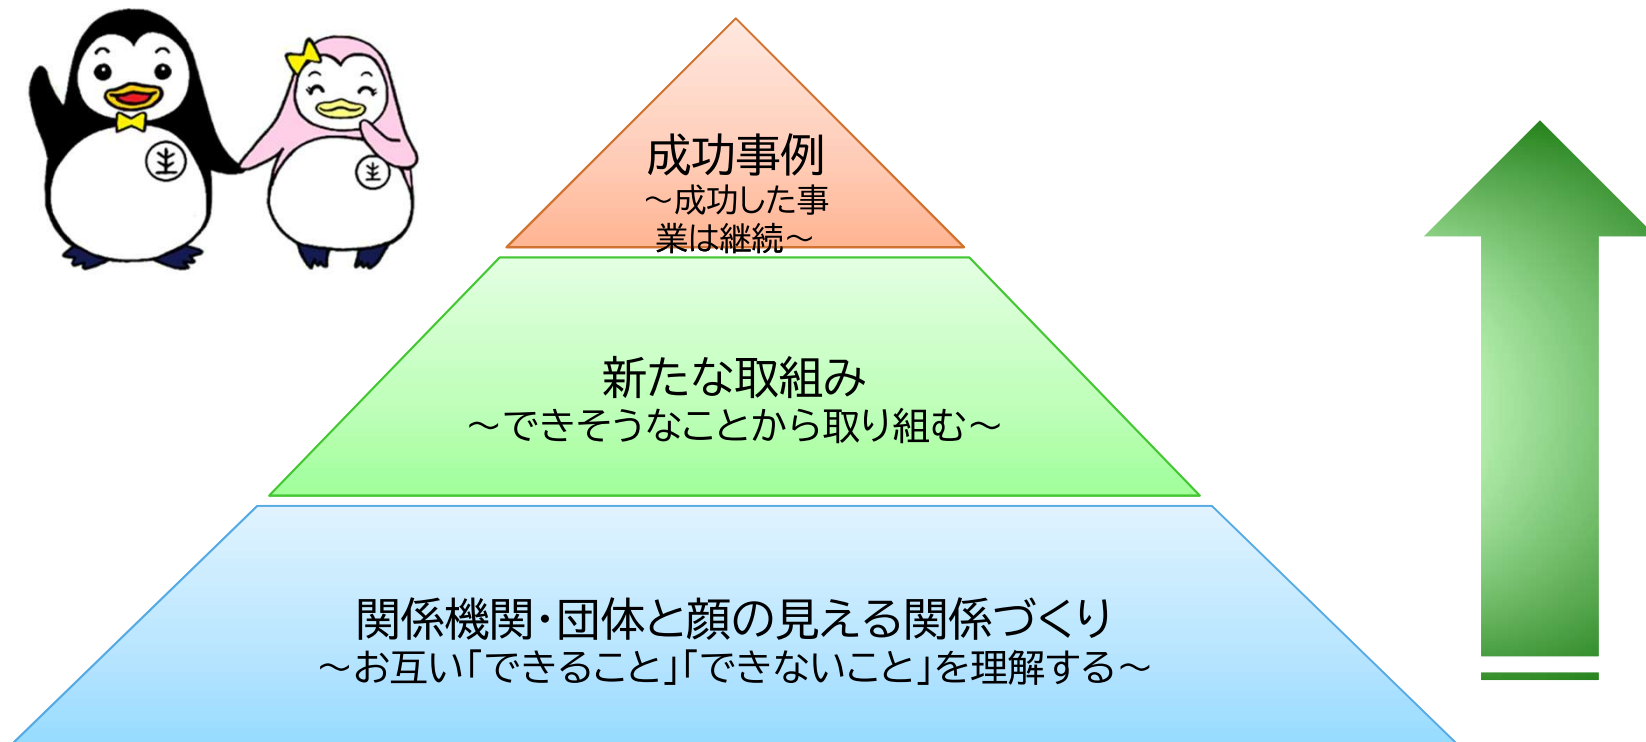 成功事例
～成功した事
業は継続～
新たな取組み
～できそうなことから取り組む～
関係機関・団体と顔の見える関係づくり
～お互い「できること」「できないこと」を理解する～